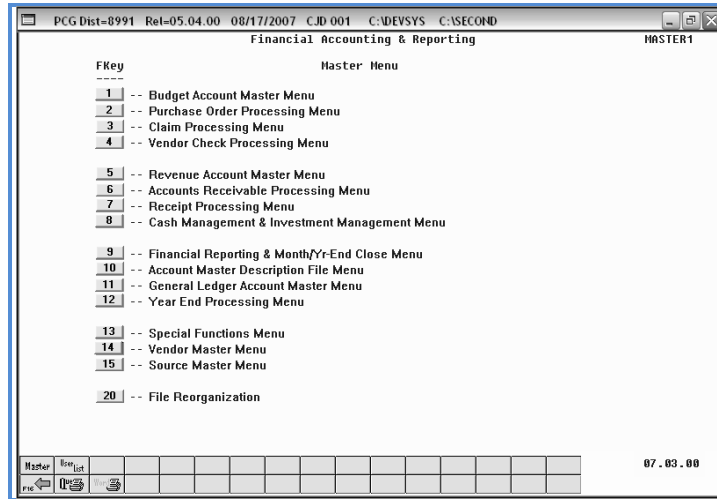 PCG Dist=8991 Rel=05.04.00 08/17/2007 CJD 001 C:\DEVSYS C:\SECOND
Financial Accounting & Reporting MASTER1
FKey Master Menu
----
1 -- Budget Account Master Menu
2 -- Purchase Order Processing Menu
3 -- Claim Processing Menu
4 -- Vendor Check Processing Menu
5 -- Revenue Account Master Menu
6 -- Accounts Receivable Processing Menu
7 -- Receipt Processing Menu
8 -- Cash Management & Investment Management Menu
9 -- Financial Reporting & Month/Yr-End Close Menu
10 -- Account Master Description File Menu
11 -- General Ledger Account Master Menu
12 -- Year End Processing Menu
13 -- Special Functions Menu
14 -- Vendor Master Menu
15 -- Source Master Menu
20 -- File Reorganization
Master User List 07.03.00
F16 Que